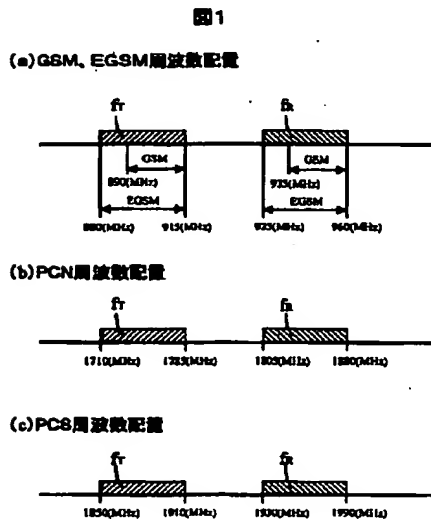 図1
(a)GSM、EGSM周波数配置
fT fR
GSM GSM
890(MHz) 935(MHz)
EGSM EGSM
880(MHz) 915(MHz) 925(MHz) 960(MHz)
(b)PCN周波数配置
fT fR
1710(MHz) 1785(MHz) 1805(MHz) 1880(MHz)
(c)PCS周波数配置
fT fR
1850(MHz) 1910(MHz) 1930(MHz) 1990(MHz)